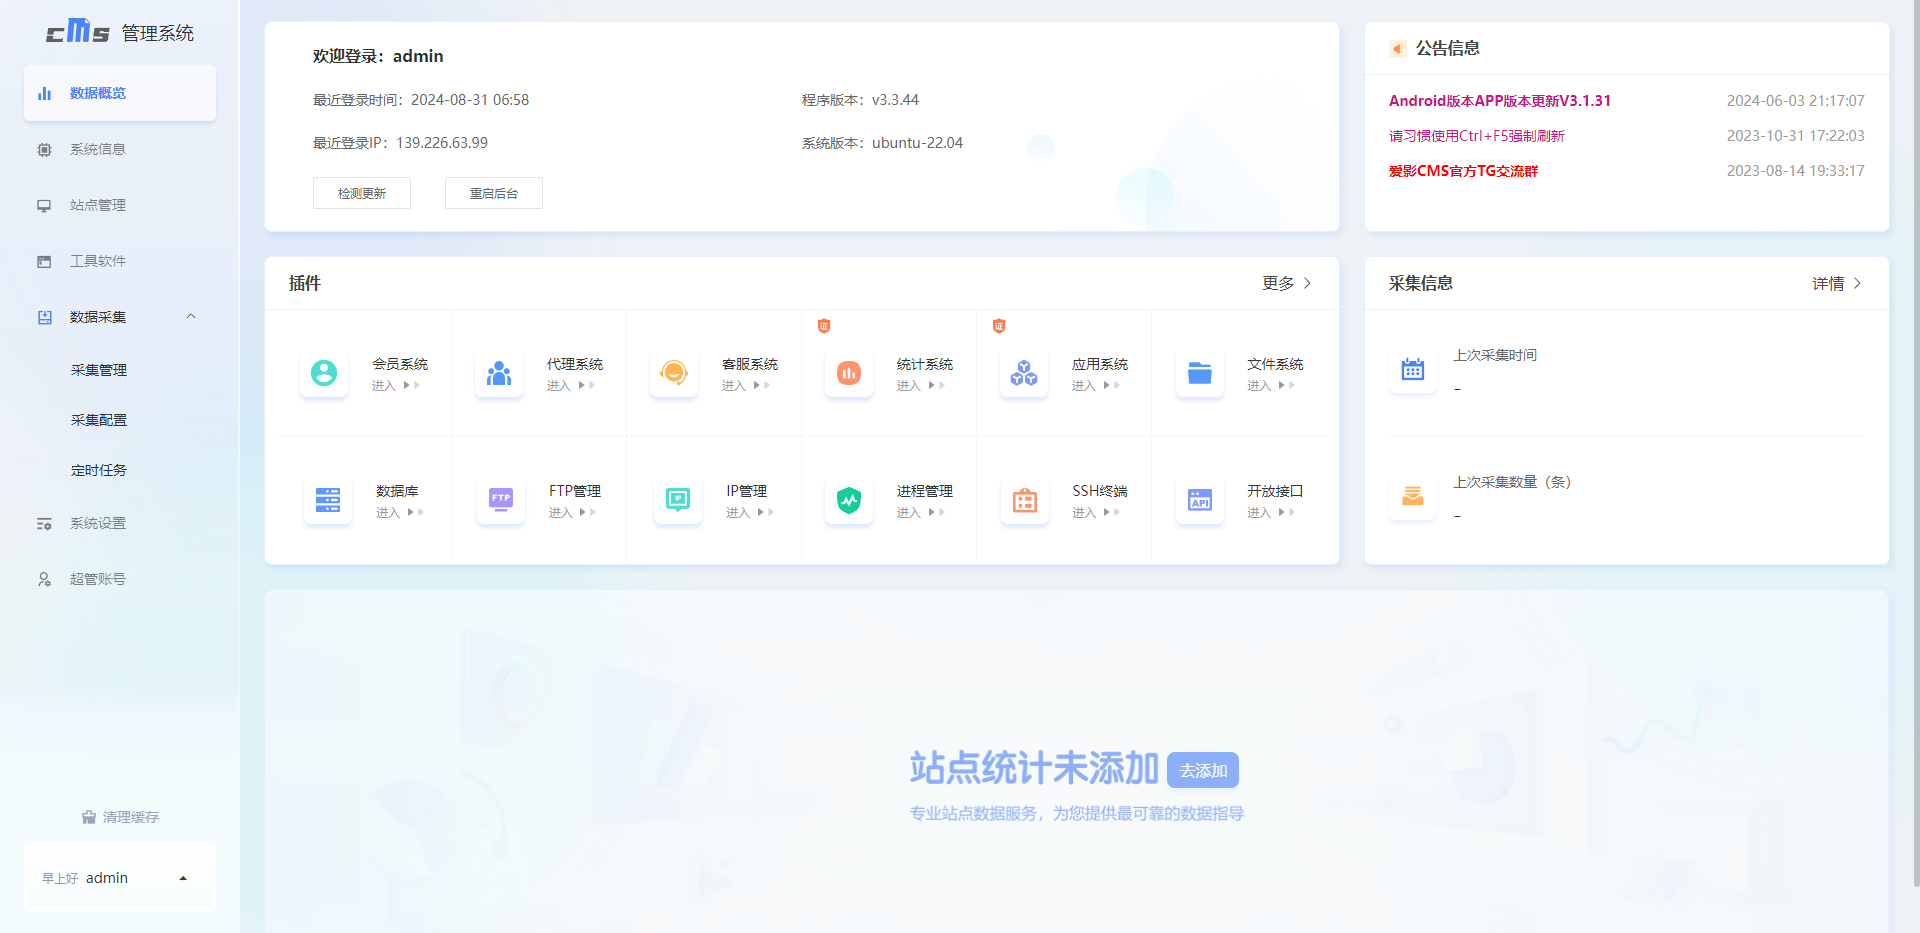 cms 管理系统
数据概览
系统信息
站点管理
工具软件
数据采集
采集管理
采集配置
定时任务
系统设置
超管账号
清理缓存
早上好 admin
欢迎登录：admin
最近登录时间：2024-08-31 06:58
程序版本：v3.3.44
最近登录IP：139.226.63.99
系统版本：ubuntu-22.04
检测更新
重启后台
公告信息
Android版本APP版本更新V3.1.31 2024-06-03 21:17:07
请习惯使用Ctrl+F5强制刷新 2023-10-31 17:22:03
爱影CMS官方TG交流群 2023-08-14 19:33:17
插件
更多
会员系统
进入
代理系统
进入
客服系统
进入
证
统计系统
进入
证
应用系统
进入
文件系统
进入
数据库
进入
FTP
FTP管理
进入
IP
IP管理
进入
进程管理
进入
SSH终端
进入
API
开放接口
进入
采集信息
详情
上次采集时间
-
上次采集数量（条）
-
站点统计未添加 去添加
专业站点数据服务，为您提供最可靠的数据指导